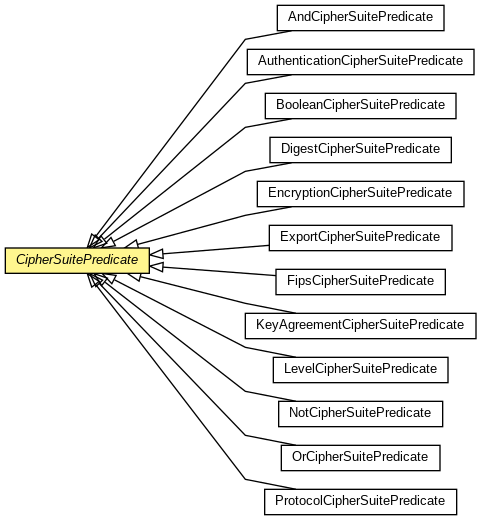 AndCipherSuitePredicate
AuthenticationCipherSuitePredicate
BooleanCipherSuitePredicate
DigestCipherSuitePredicate
EncryptionCipherSuitePredicate
ExportCipherSuitePredicate
CipherSuitePredicate
FipsCipherSuitePredicate
KeyAgreementCipherSuitePredicate
LevelCipherSuitePredicate
NotCipherSuitePredicate
OrCipherSuitePredicate
ProtocolCipherSuitePredicate